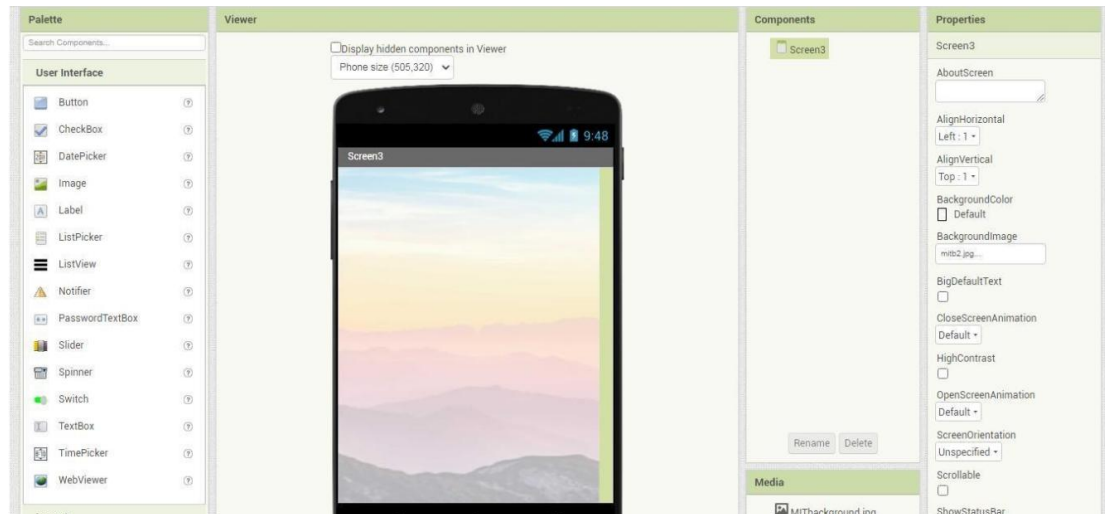 Palette
Search Components...
User Interface
Button
CheckBox
DatePicker
Image
Label
ListPicker
ListView
Notifier
PasswordTextBox
Slider
Spinner
Switch
TextBox
TimePicker
WebViewer
Viewer
Display hidden components in Viewer
Phone size (505,320)
9:48
Screen3
Components
Screen3
Rename Delete
Media
MITbackground.jpg
Properties
Screen3
AboutScreen
AlignHorizontal
Left : 1
AlignVertical
Top : 1
BackgroundColor
Default
BackgroundImage
mitb2.jpg...
BigDefaultText
CloseScreenAnimation
Default
HighContrast
OpenScreenAnimation
Default
ScreenOrientation
Unspecified
Scrollable
ShowStatusBar